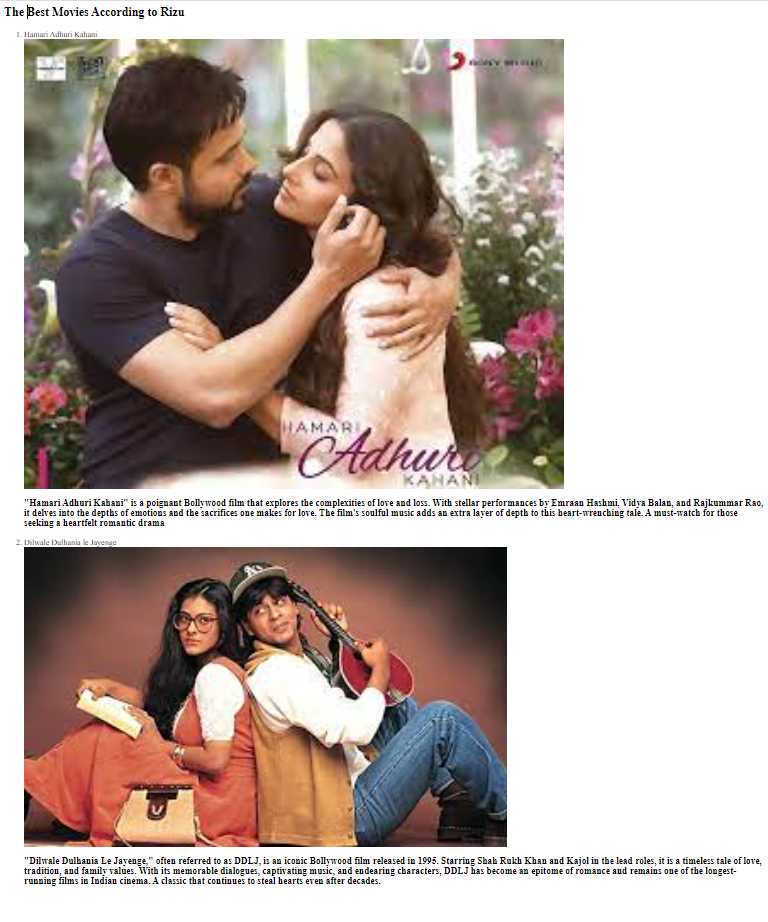 The Best Movies According to Rizu
1. Hamari Adhuri Kahani
SONY MUSIC
HAMARI
Adhuri
KAHANI
"Hamari Adhuri Kahani" is a poignant Bollywood film that explores the complexities of love and loss. With stellar performances by Emraan Hashmi, Vidya Balan, and Rajkummar Rao,
it delves into the depths of emotions and the sacrifices one makes for love. The film's soulful music adds an extra layer of depth to this heart-wrenching tale. A must-watch for those
seeking a heartfelt romantic drama
2. Dilwale Dulhania le Jayenge
A's
"Dilwale Dulhania Le Jayenge," often referred to as DDLJ, is an iconic Bollywood film released in 1995. Starring Shah Rukh Khan and Kajol in the lead roles, it is a timeless tale of love,
tradition, and family values. With its memorable dialogues, captivating music, and endearing characters, DDLJ has become an epitome of romance and remains one of the longest-
running films in Indian cinema. A classic that continues to steal hearts even after decades.